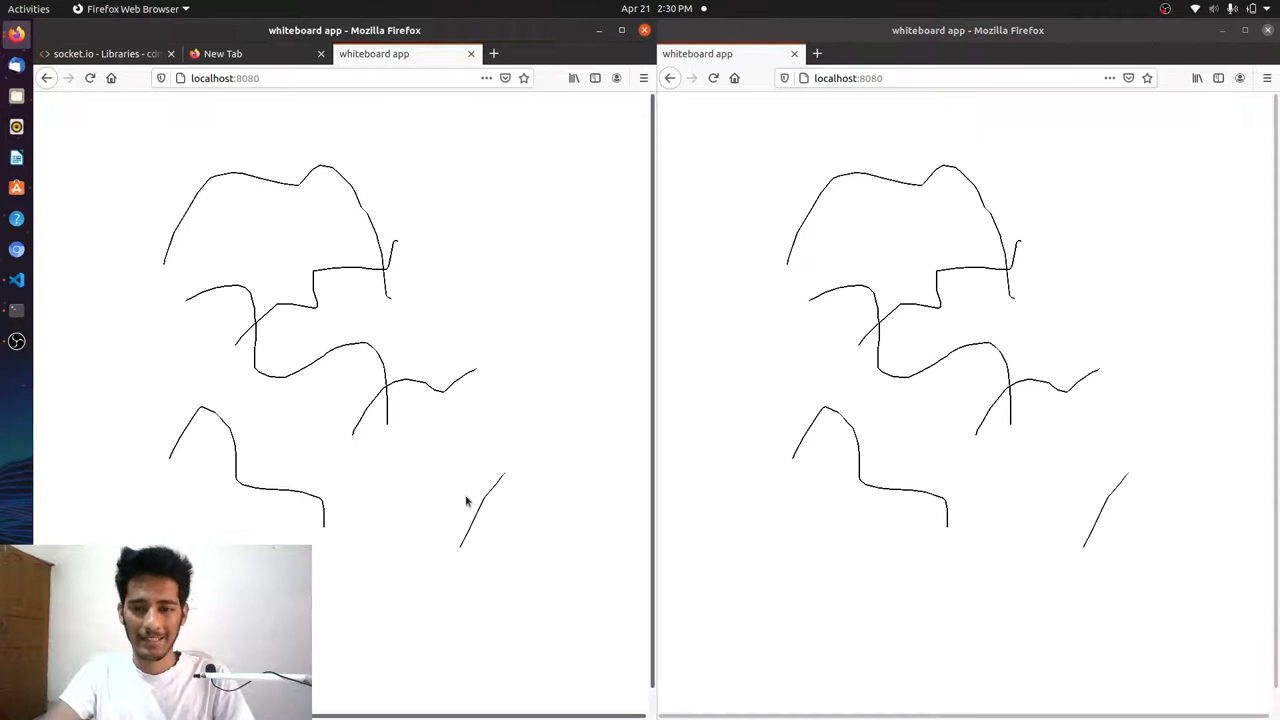 Activities Firefox Web Browser Apr 21 2:30 PM
whiteboard app - Mozilla Firefox
socket.io - Libraries - cdn
New Tab
whiteboard app
localhost:8080
whiteboard app - Mozilla Firefox
whiteboard app
localhost:8080